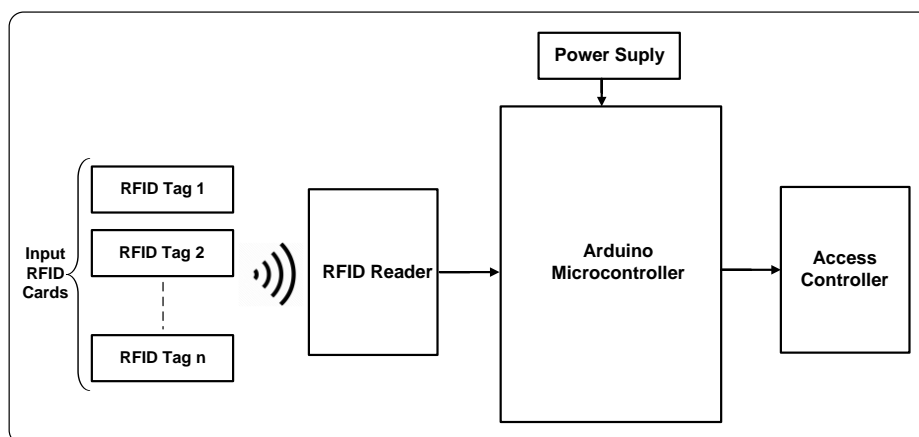 Power Suply
RFID Tag 1
Input
RFID
Cards
RFID Tag 2
RFID Tag n
RFID Reader
Arduino
Microcontroller
Access
Controller